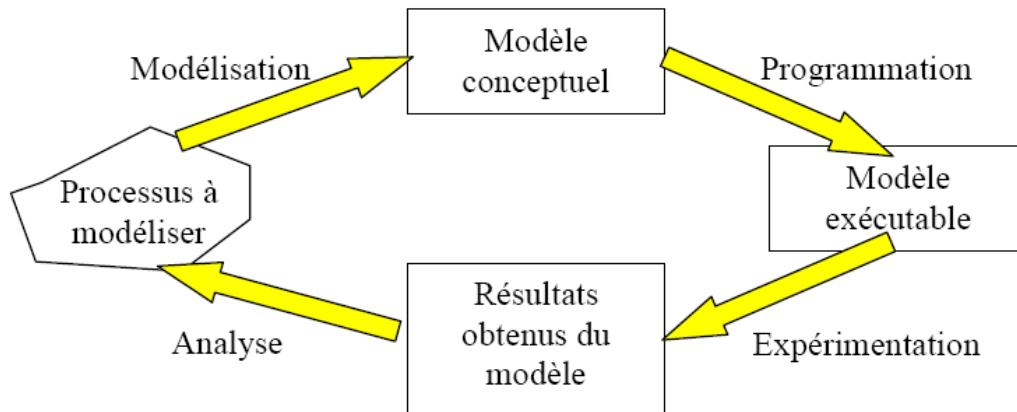 Modèle
conceptuel
Modélisation
Programmation
Processus à
modéliser
Modèle
exécutable
Résultats
obtenus du
modèle
Analyse
Expérimentation